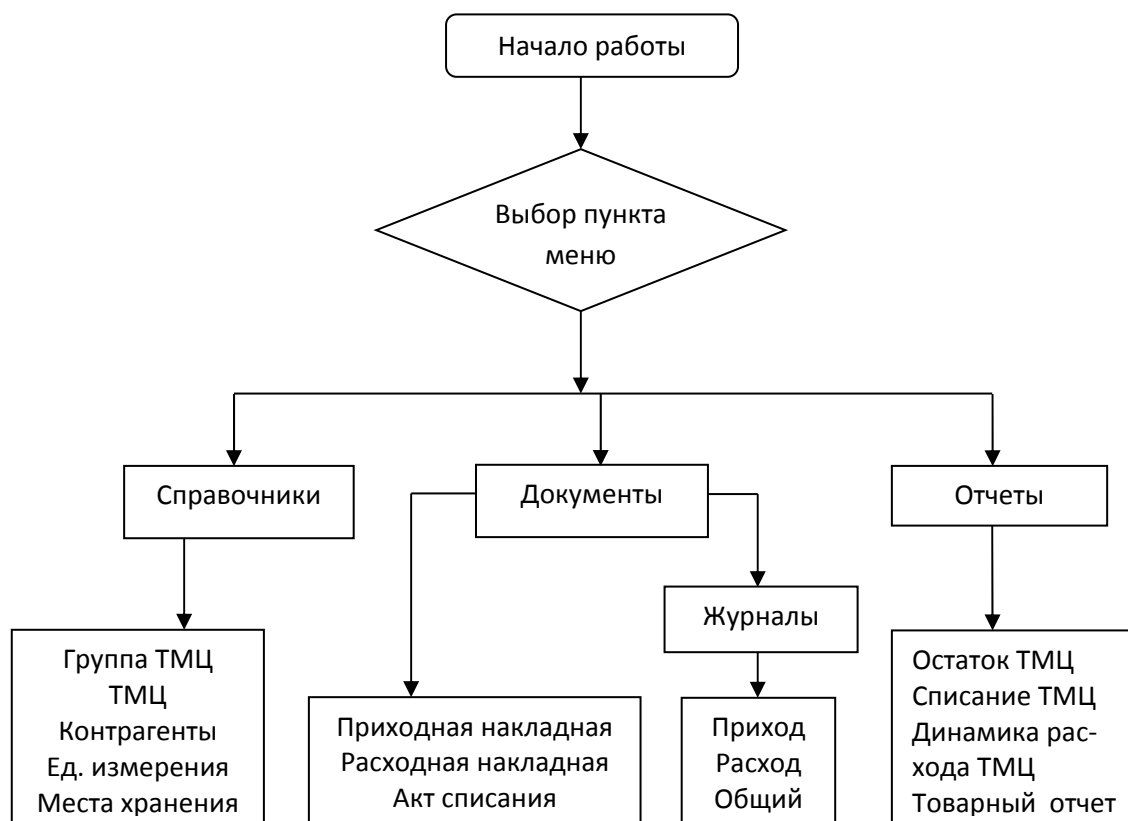 Начало работы
Выбор пункта
меню
Справочники
Документы
Отчеты
Журналы
Группа ТМЦ
ТМЦ
Контрагенты
Ед. измерения
Места хранения
Приходная накладная
Расходная накладная
Акт списания
Приход
Расход
Общий
Остаток ТМЦ
Списание ТМЦ
Динамика рас-
хода ТМЦ
Товарный отчет